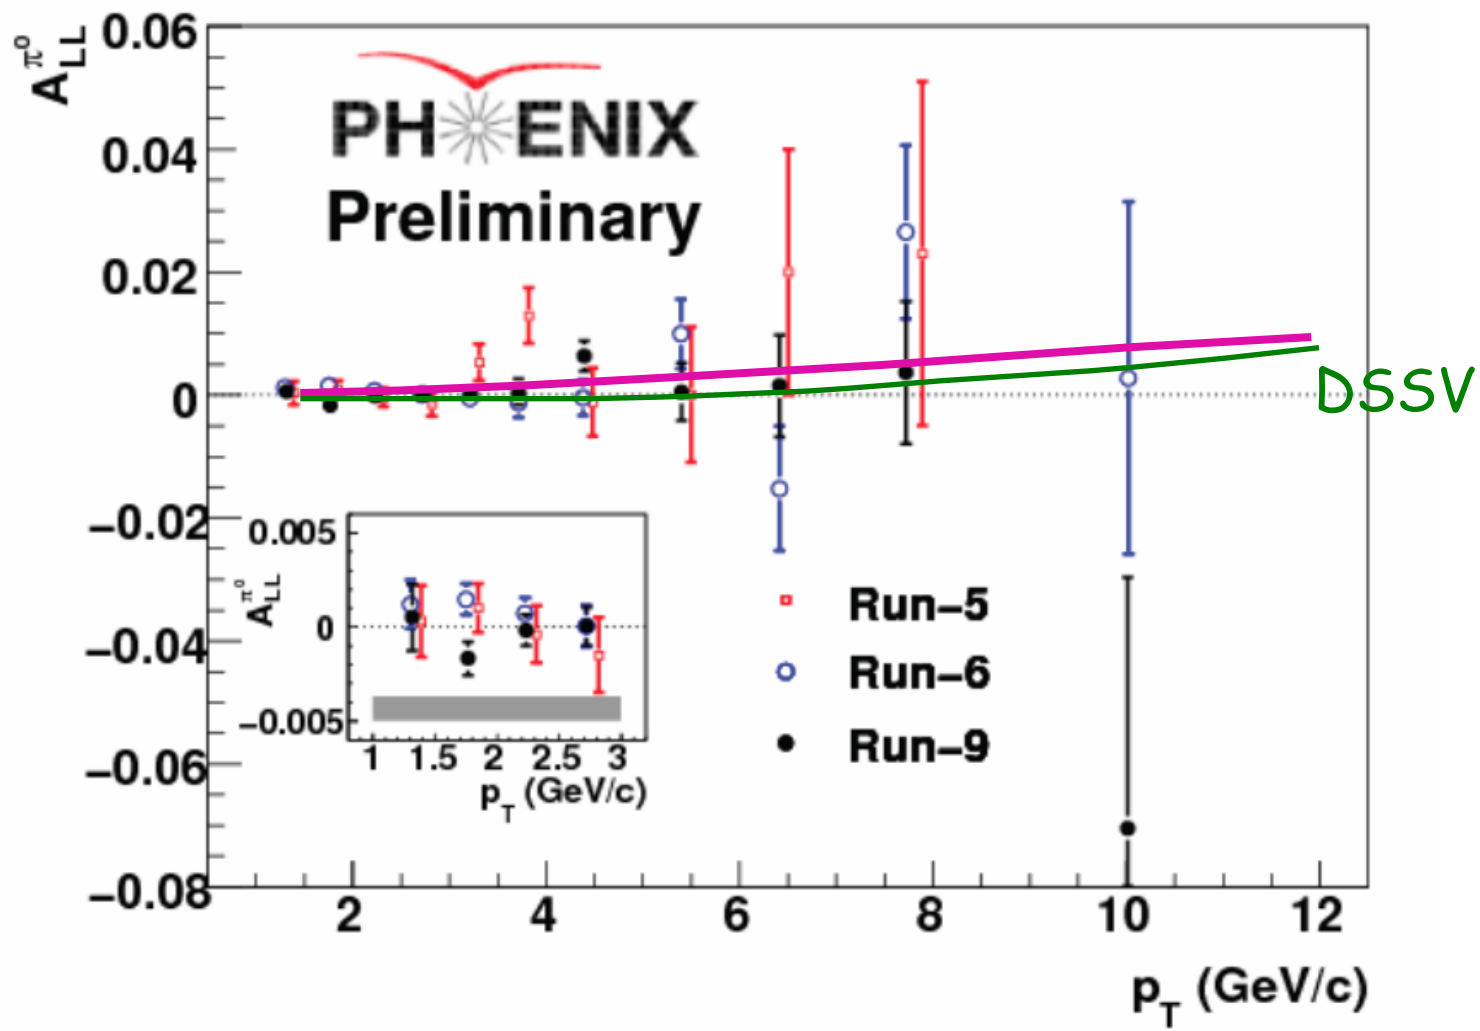 A_LL^π⁰
0.06
0.04
0.02
0
−0.02
−0.04
−0.06
−0.08
PHENIX
Preliminary
DSSV
0.005
0
−0.005
A_LL^π⁰
1 1.5 2 2.5 3
p_T (GeV/c)
Run−5
Run−6
Run−9
2 4 6 8 10 12
p_T (GeV/c)